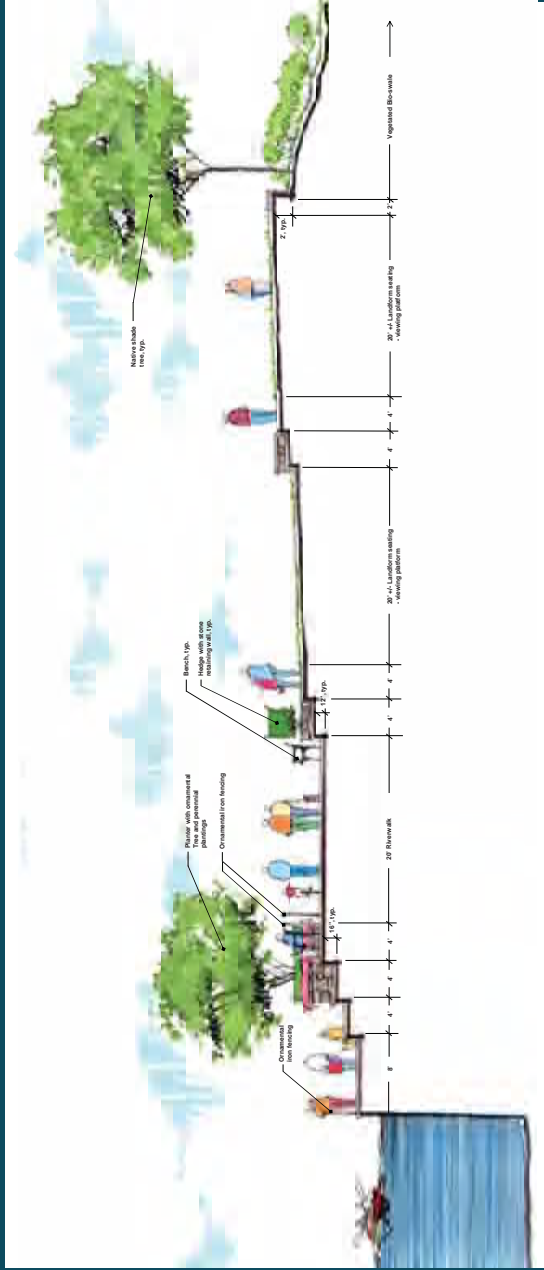 Native shade
tree, typ.
Bench, typ.
Hedge with stone
retaining wall, typ.
Planter with ornamental
Tree and perennial
plantings
Ornamental iron fencing
Ornamental
iron fencing
16", typ.
12", typ.
2', typ.
8'
4'
4'
4'
20' Riverwalk
4'
4'
20' +/- Landform seating
- viewing platform
4'
4'
20' +/- Landform seating
- viewing platform
2'
Vegetated Bio-swale